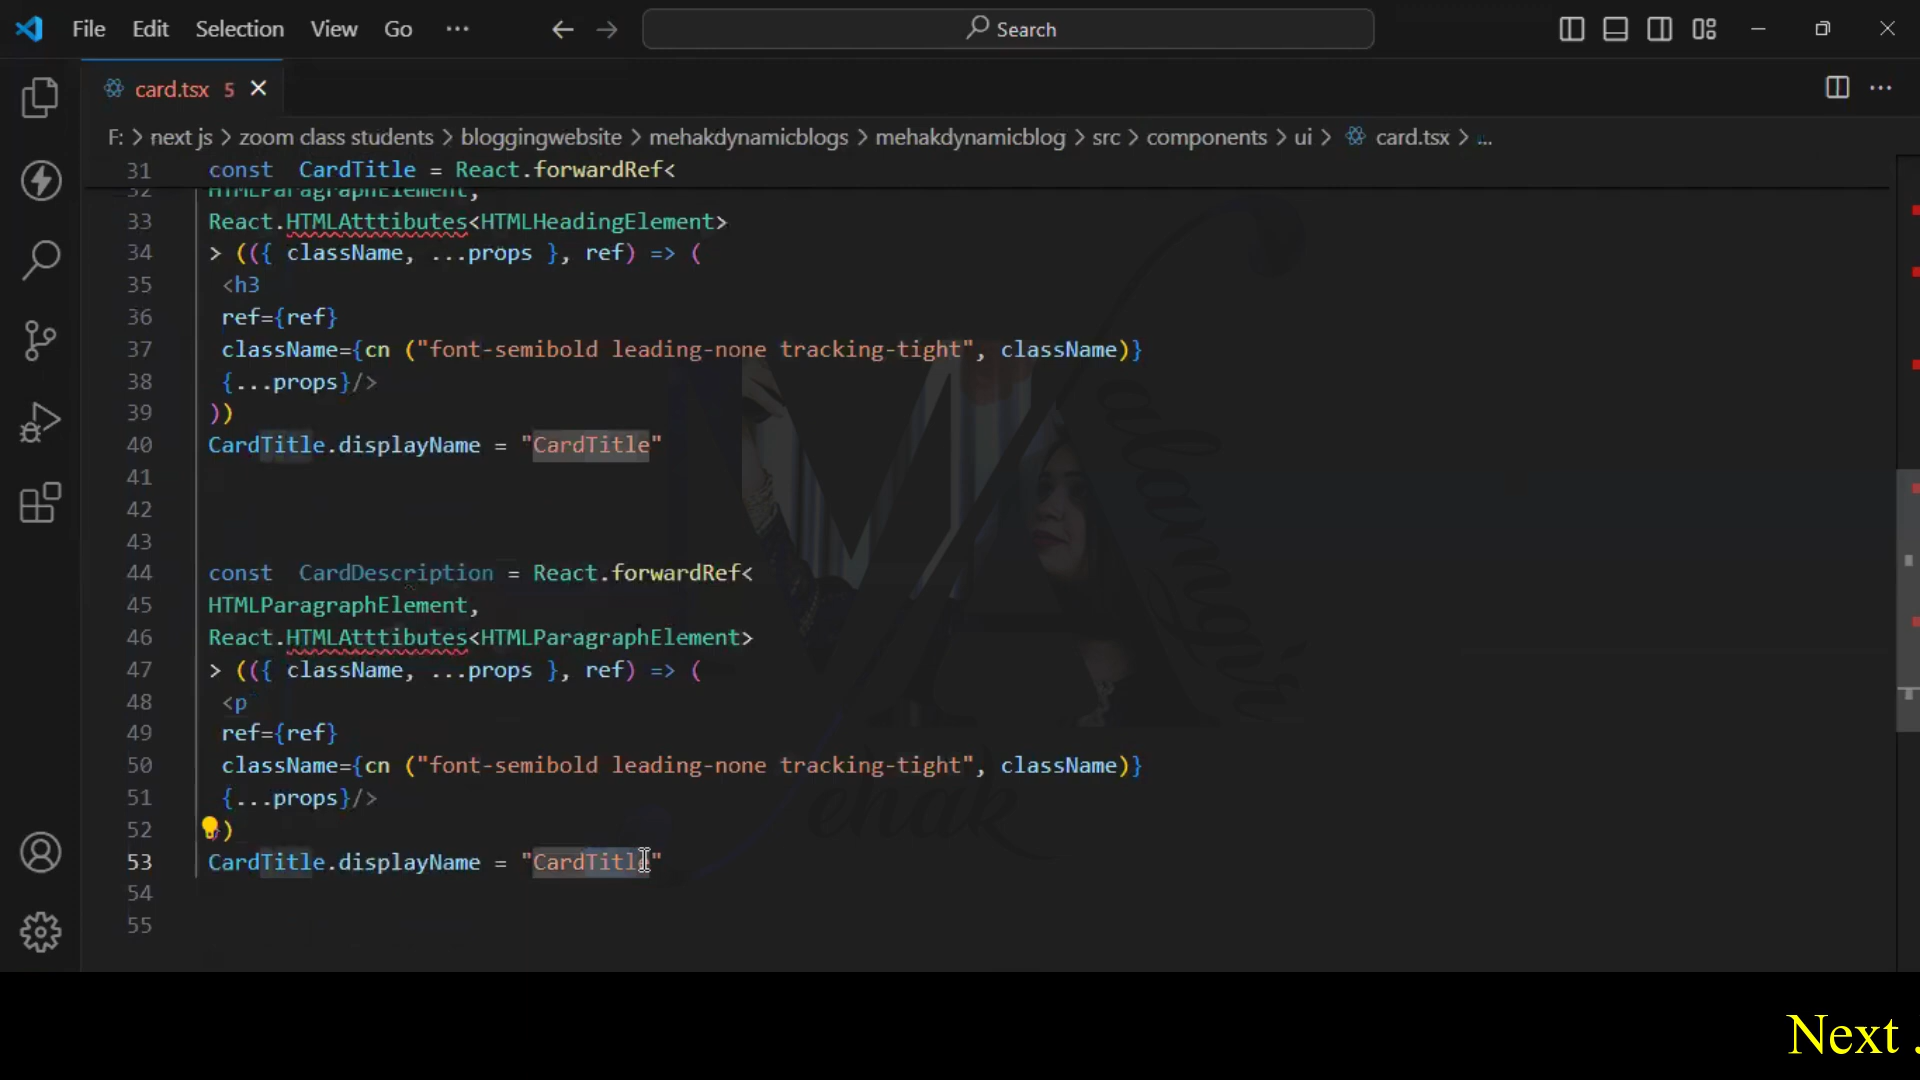 File Edit Selection View Go ··· Search
card.tsx 5
F: > next js > zoom class students > bloggingwebsite > mehakdynamicblogs > mehakdynamicblog > src > components > ui > card.tsx > ...
31 const CardTitle = React.forwardRef<
32 HTMLParagraphElement,
33 React.HTMLAtttibutes<HTMLHeadingElement>
34 > (({ className, ...props }, ref) => (
35 <h3
36 ref={ref}
37 className={cn ("font-semibold leading-none tracking-tight", className)}
38 {...props}/>
39 ))
40 CardTitle.displayName = "CardTitle"
41
42
43
44 const CardDescription = React.forwardRef<
45 HTMLParagraphElement,
46 React.HTMLAtttibutes<HTMLParagraphElement>
47 > (({ className, ...props }, ref) => (
48 <p
49 ref={ref}
50 className={cn ("font-semibold leading-none tracking-tight", className)}
51 {...props}/>
52 ))
53 CardTitle.displayName = "CardTitle"
54
55
alangir
ehak
Next